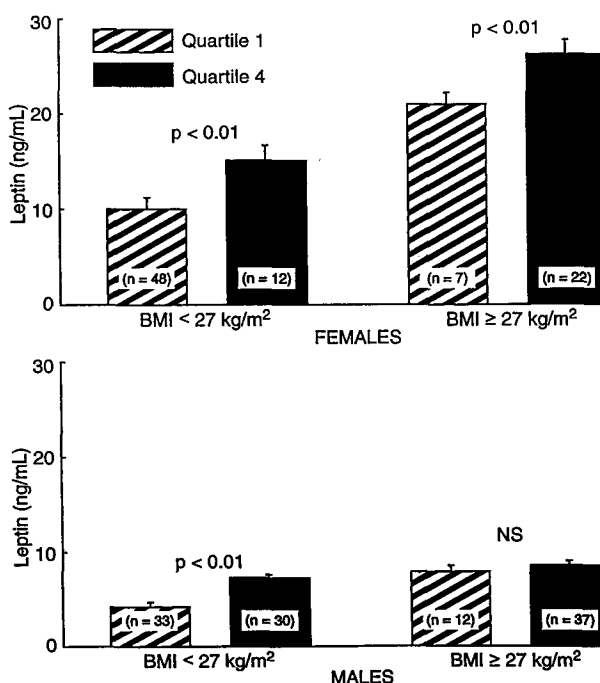 30
Quartile 1
p < 0.01
Quartile 4
20
p < 0.01
Leptin (ng/mL)
10
(n = 48)
(n = 12)
(n = 7)
(n = 22)
0
BMI < 27 kg/m²
BMI ≥ 27 kg/m²
FEMALES
30
20
Leptin (ng/mL)
NS
10
p < 0.01
(n = 33)
(n = 30)
(n = 12)
(n = 37)
0
BMI < 27 kg/m²
BMI ≥ 27 kg/m²
MALES